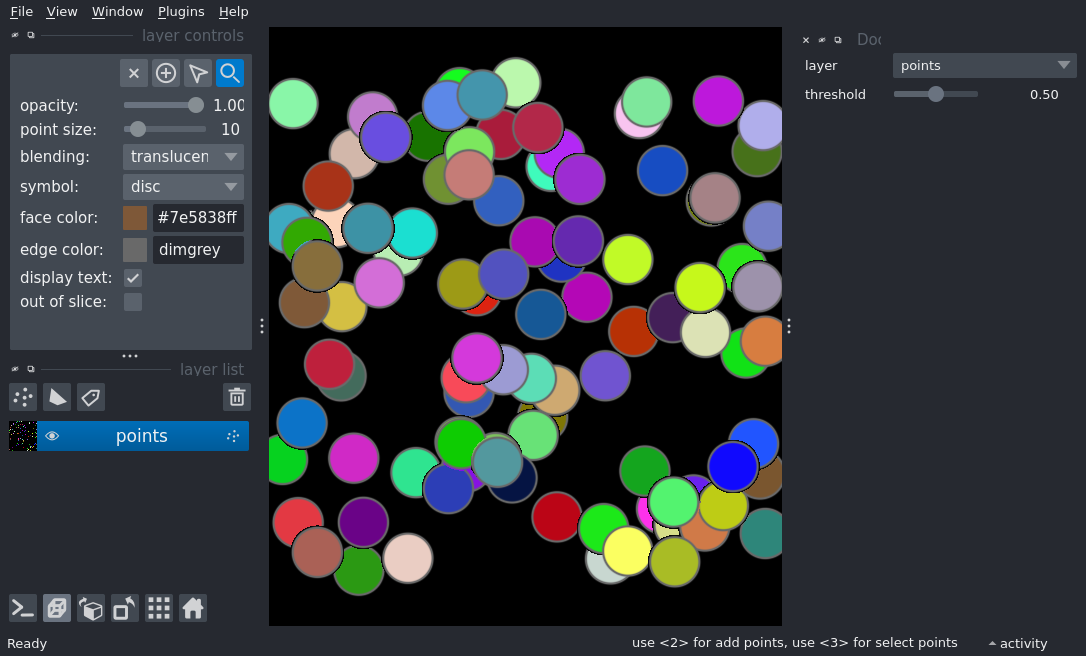 File View Window Plugins Help
layer controls
opacity: 1.00
point size: 10
blending: translucen
symbol: disc
face color: #7e5838ff
edge color: dimgrey
display text:
out of slice:
layer list
points
Doc
layer points
threshold 0.50
Ready
use <2> for add points, use <3> for select points
activity